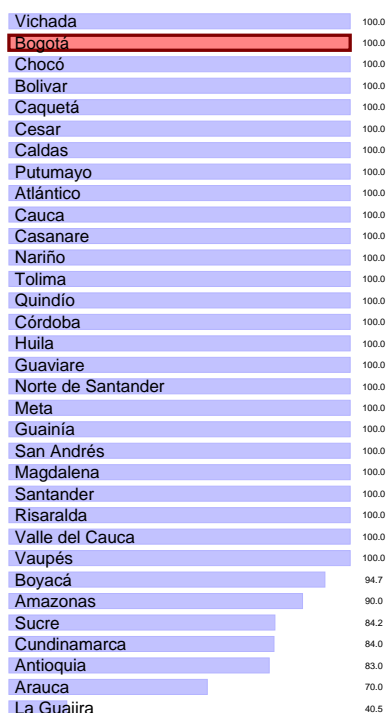 Vichada 100.0
Bogotá 100.0
Chocó 100.0
Bolivar 100.0
Caquetá 100.0
Cesar 100.0
Caldas 100.0
Putumayo 100.0
Atlántico 100.0
Cauca 100.0
Casanare 100.0
Nariño 100.0
Tolima 100.0
Quindío 100.0
Córdoba 100.0
Huila 100.0
Guaviare 100.0
Norte de Santander 100.0
Meta 100.0
Guainía 100.0
San Andrés 100.0
Magdalena 100.0
Santander 100.0
Risaralda 100.0
Valle del Cauca 100.0
Vaupés 100.0
Boyacá 94.7
Amazonas 90.0
Sucre 84.2
Cundinamarca 84.0
Antioquia 83.0
Arauca 70.0
La Guajira 40.5